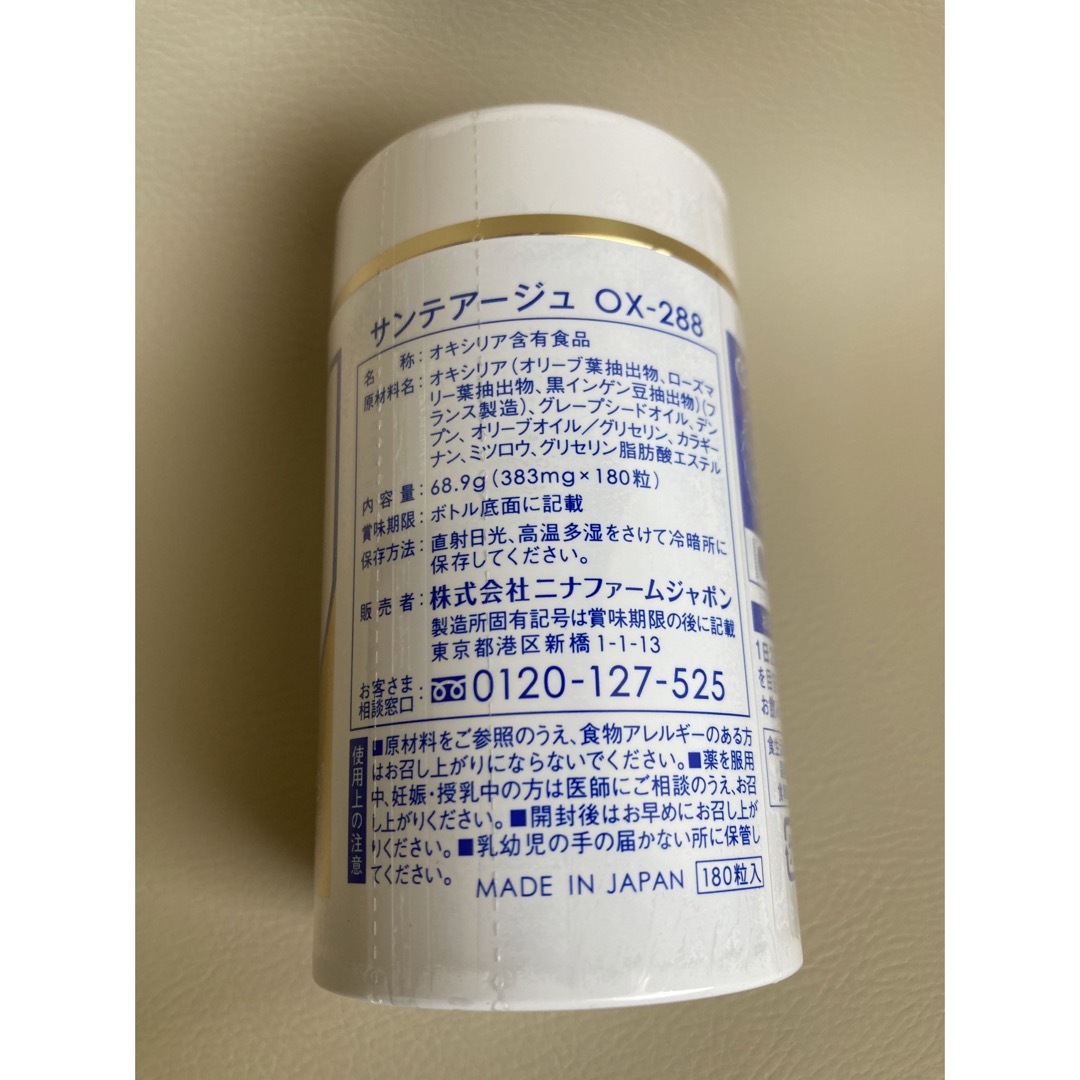 サンテアージュ OX-288
名 称：オキシリア含有食品
原材料名：オキシリア（オリーブ葉抽出物、ローズマ
リー葉抽出物、黒インゲン豆抽出物）（フ
ランス製造）、グレープシードオイル、デン
プン、オリーブオイル／グリセリン、カラギー
ナン、ミツロウ、グリセリン脂肪酸エステル
内 容 量：68.9g（383mg×180粒）
賞味期限：ボトル底面に記載
保存方法：直射日光、高温多湿をさけて冷暗所に
保存してください。
販 売 者：株式会社ニナファームジャポン
製造所固有記号は賞味期限の後に記載
東京都港区新橋1-1-13
お客さま
相談窓口：0120-127-525
使用上の注意
■原材料をご参照のうえ、食物アレルギーのある方
はお召し上がりにならないでください。■薬を服用
中、妊娠・授乳中の方は医師にご相談のうえ、お召
し上がりください。■開封後はお早めにお召し上が
りください。■乳幼児の手の届かない所に保管し
てください。
MADE IN JAPAN 180粒入
1日
を目
お飲
食生